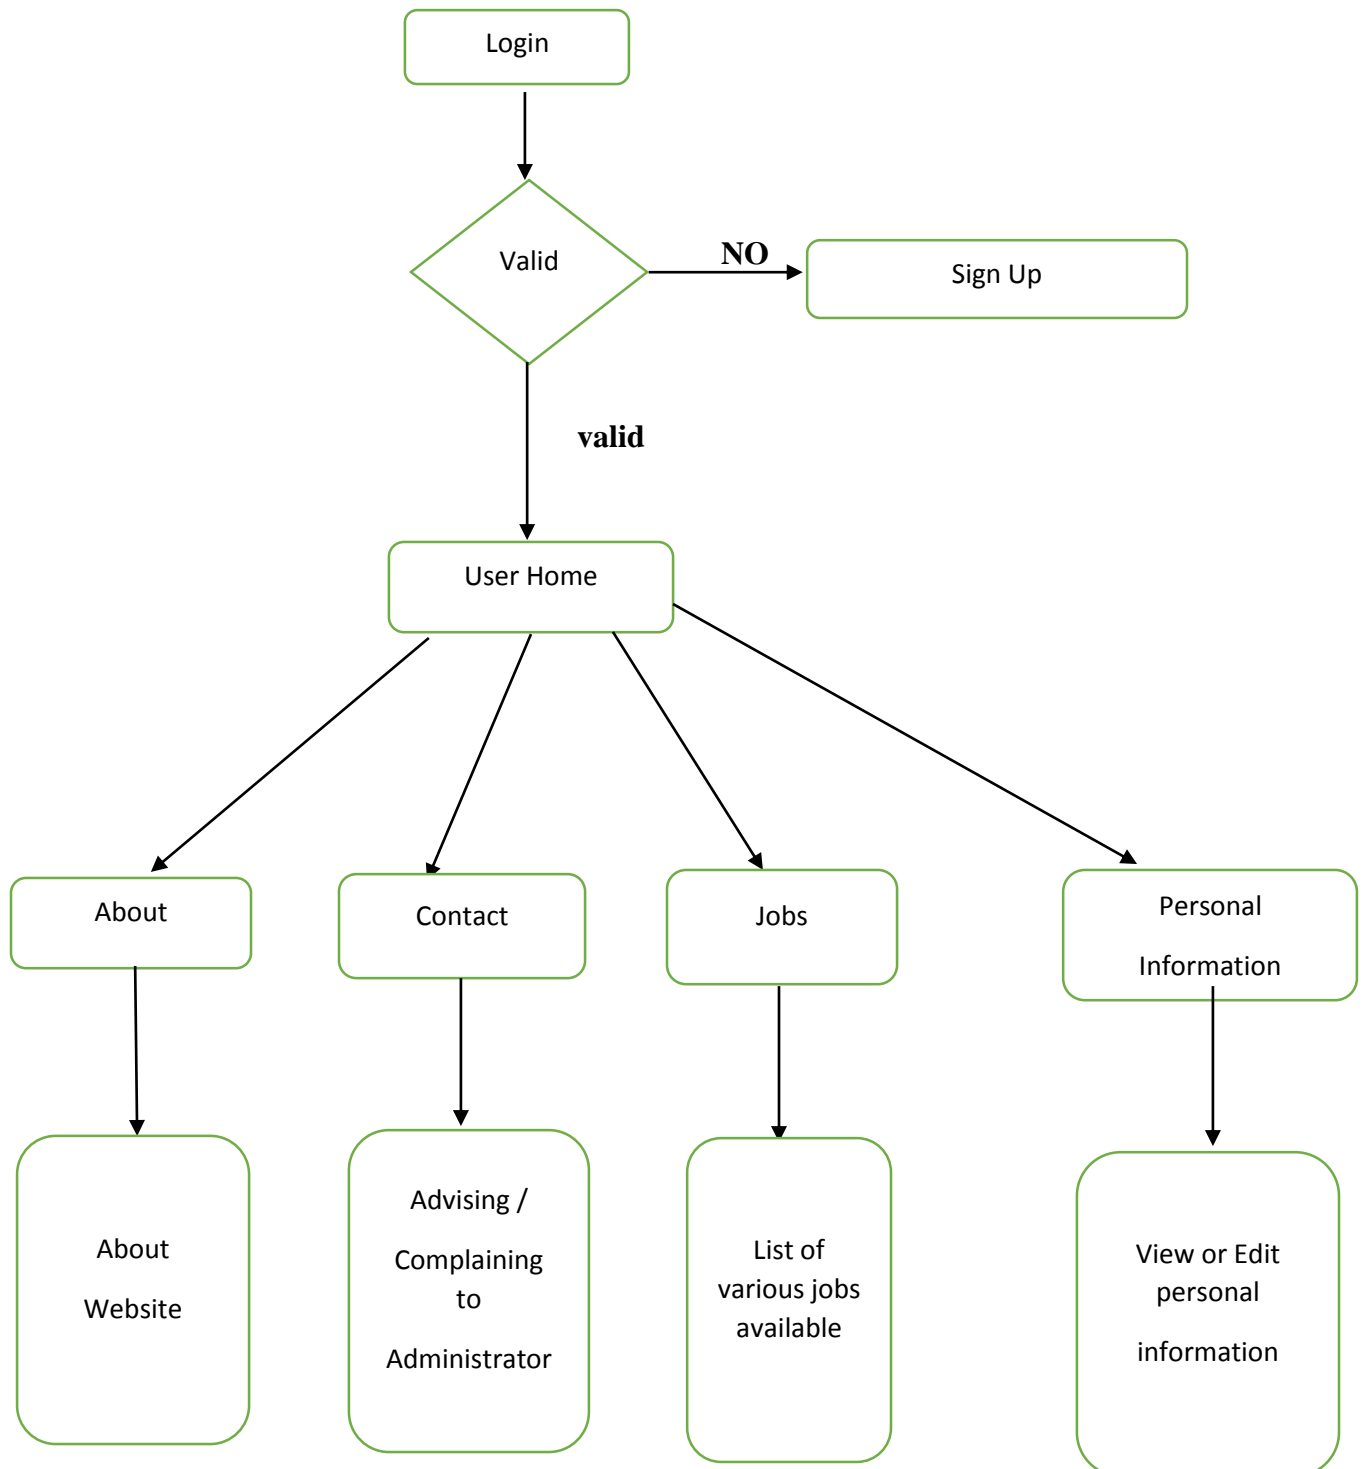 Login
Valid
NO
Sign Up
valid
User Home
About
Contact
Jobs
Personal
Information
About
Website
Advising /
Complaining
to
Administrator
List of
various jobs
available
View or Edit
personal
information